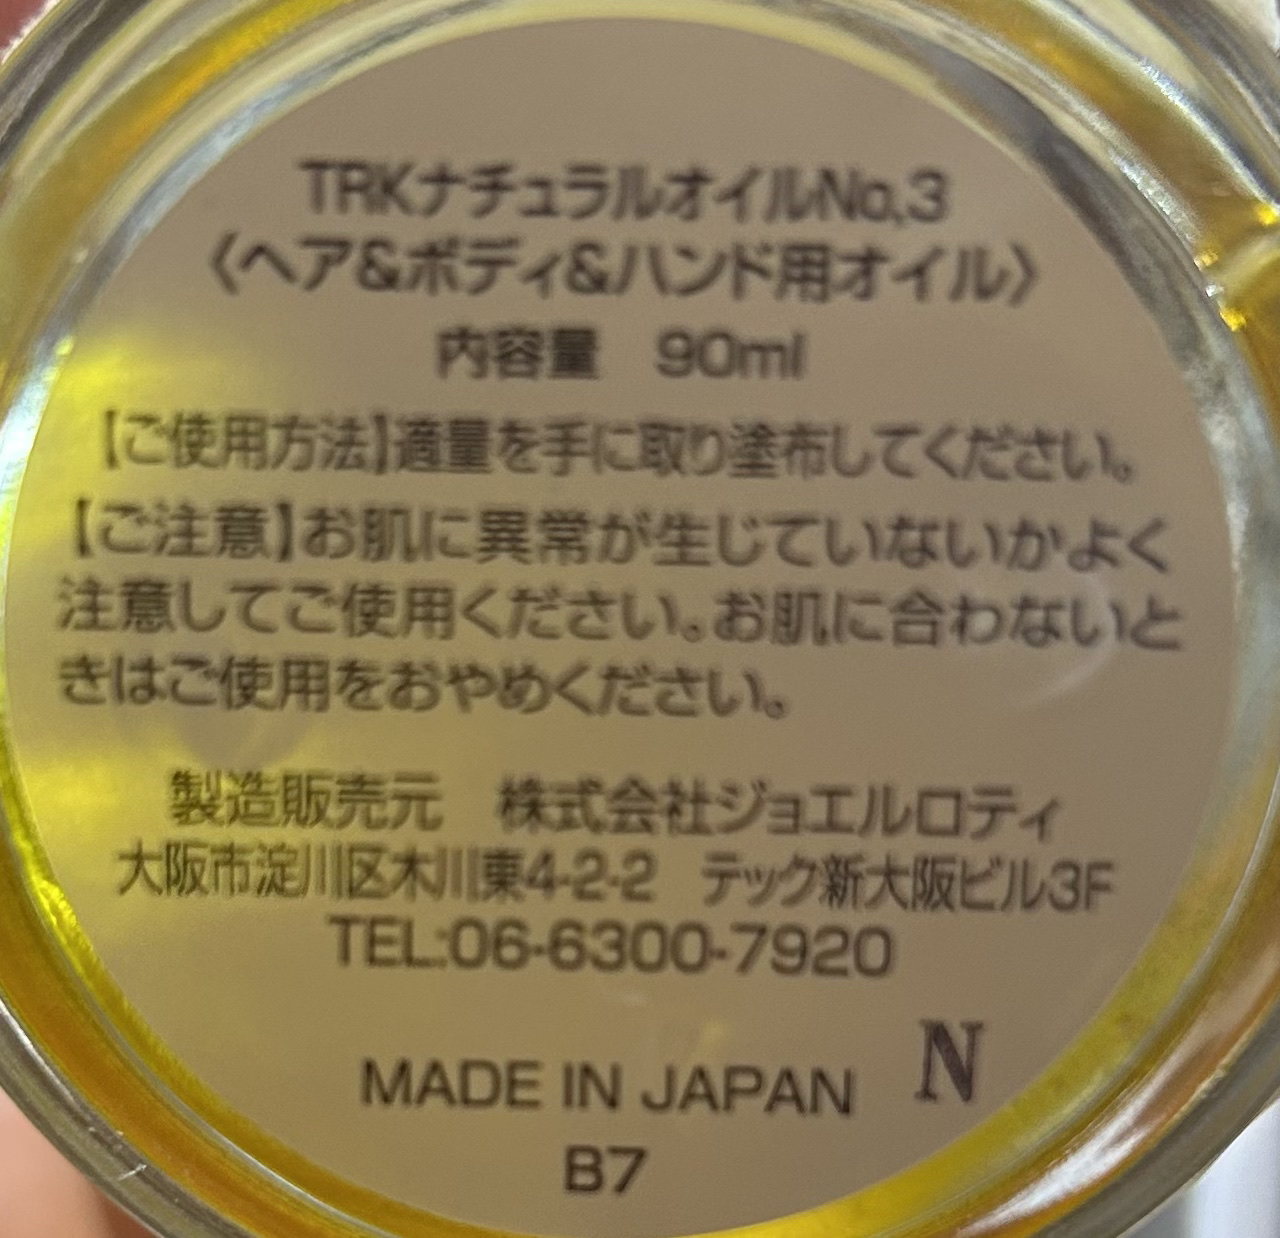 TRKナチュラルオイルNo,3
〈ヘア&ボディ&ハンド用オイル〉
内容量　90ml
【ご使用方法】適量を手に取り塗布してください。
【ご注意】お肌に異常が生じていないかよく
注意してご使用ください。お肌に合わないと
きはご使用をおやめください。
製造販売元　株式会社ジョエルロティ
大阪市淀川区木川東4-2-2　テック新大阪ビル3F
TEL:06-6300-7920
MADE IN JAPAN N
B7